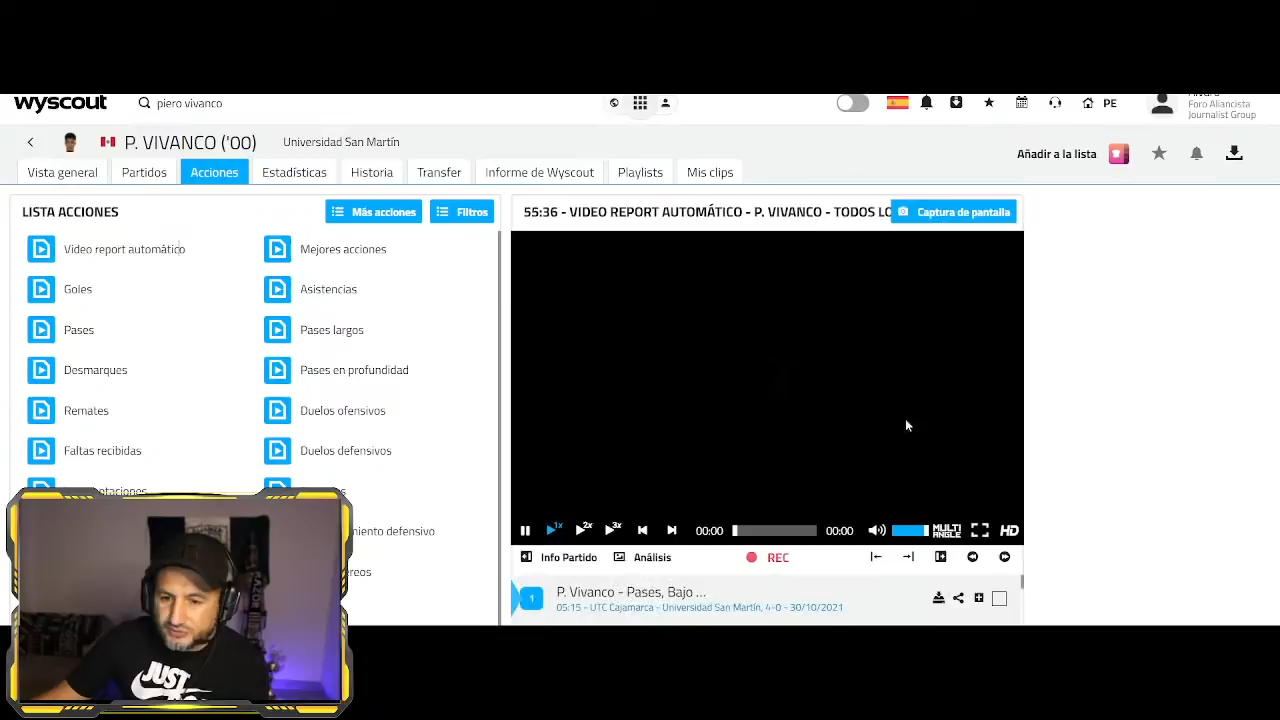 wyscout
piero vivanco
PE
Foro Aliancista
Journalist Group
P. VIVANCO ('00)
Universidad San Martín
Añadir a la lista
Vista general
Partidos
Acciones
Estadísticas
Historia
Transfer
Informe de Wyscout
Playlists
Mis clips
LISTA ACCIONES
Más acciones
Filtros
Video report automático
Mejores acciones
Goles
Asistencias
Pases
Pases largos
Desmarques
Pases en profundidad
Remates
Duelos ofensivos
Faltas recibidas
Duelos defensivos
55:36 - VIDEO REPORT AUTOMÁTICO - P. VIVANCO - TODOS LO
Captura de pantalla
1x
2x
3x
00:00
00:00
MULTI
ANGLE
HD
Info Partido
Análisis
REC
1
P. Vivanco - Pases, Bajo ...
05:15 - UTC Cajamarca - Universidad San Martín, 4-0 - 30/10/2021
defensivo
JUST